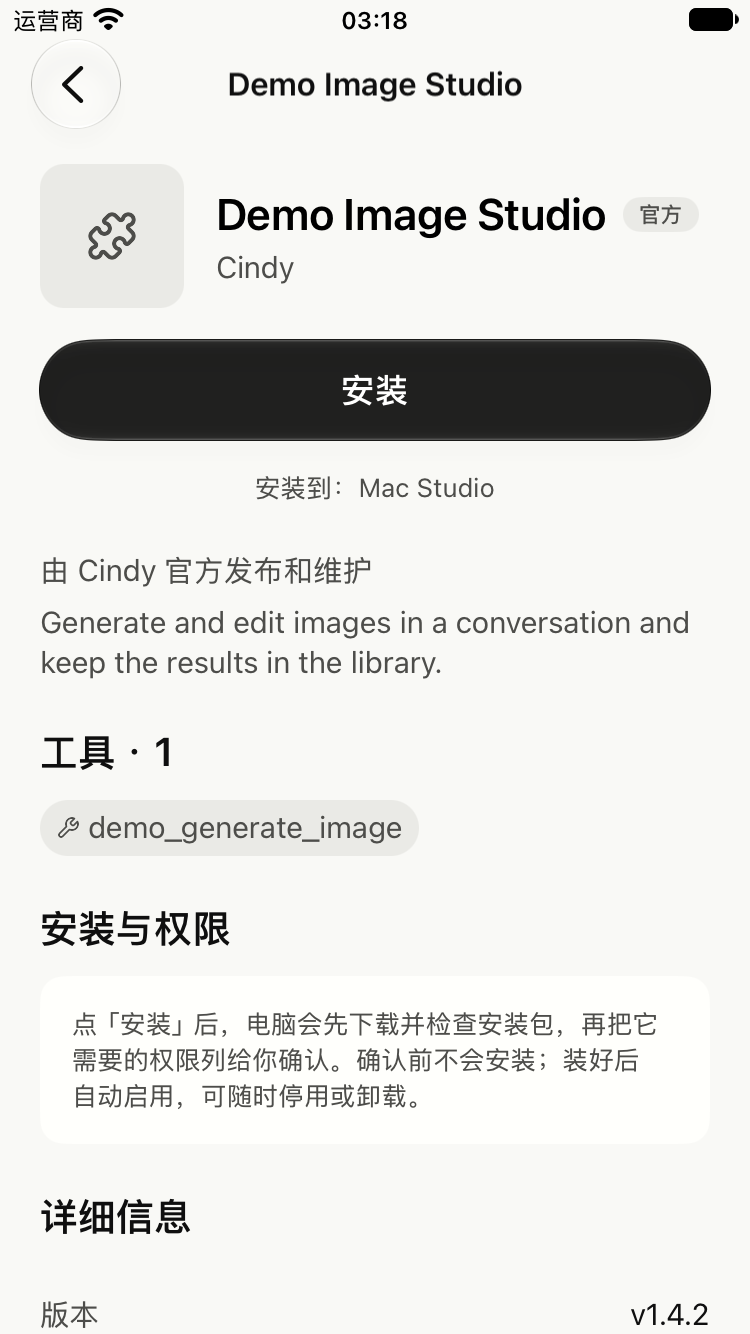 运营商
03:18
Demo Image Studio
Demo Image Studio 官方
Cindy
安装
安装到：Mac Studio
由 Cindy 官方发布和维护
Generate and edit images in a conversation and
keep the results in the library.
工具 · 1
demo_generate_image
安装与权限
点「安装」后，电脑会先下载并检查安装包，再把它
需要的权限列给你确认。确认前不会安装；装好后
自动启用，可随时停用或卸载。
详细信息
版本 v1.4.2